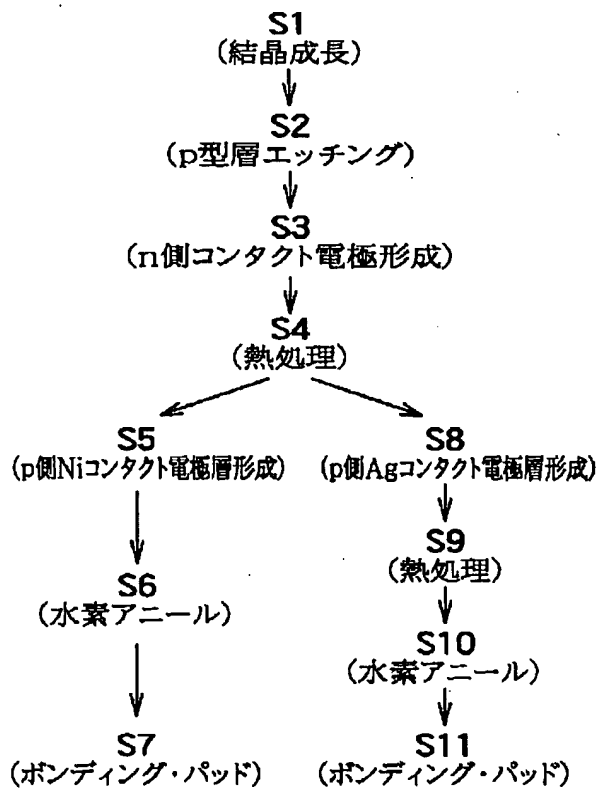 S1
(結晶成長)
S2
(p型層エッチング)
S3
(n側コンタクト電極形成)
S4
(熱処理)
S5
(p側Niコンタクト電極層形成)
S6
(水素アニール)
S7
(ボンディング・パッド)
S8
(p側Agコンタクト電極層形成)
S9
(熱処理)
S10
(水素アニール)
S11
(ボンディング・パッド)